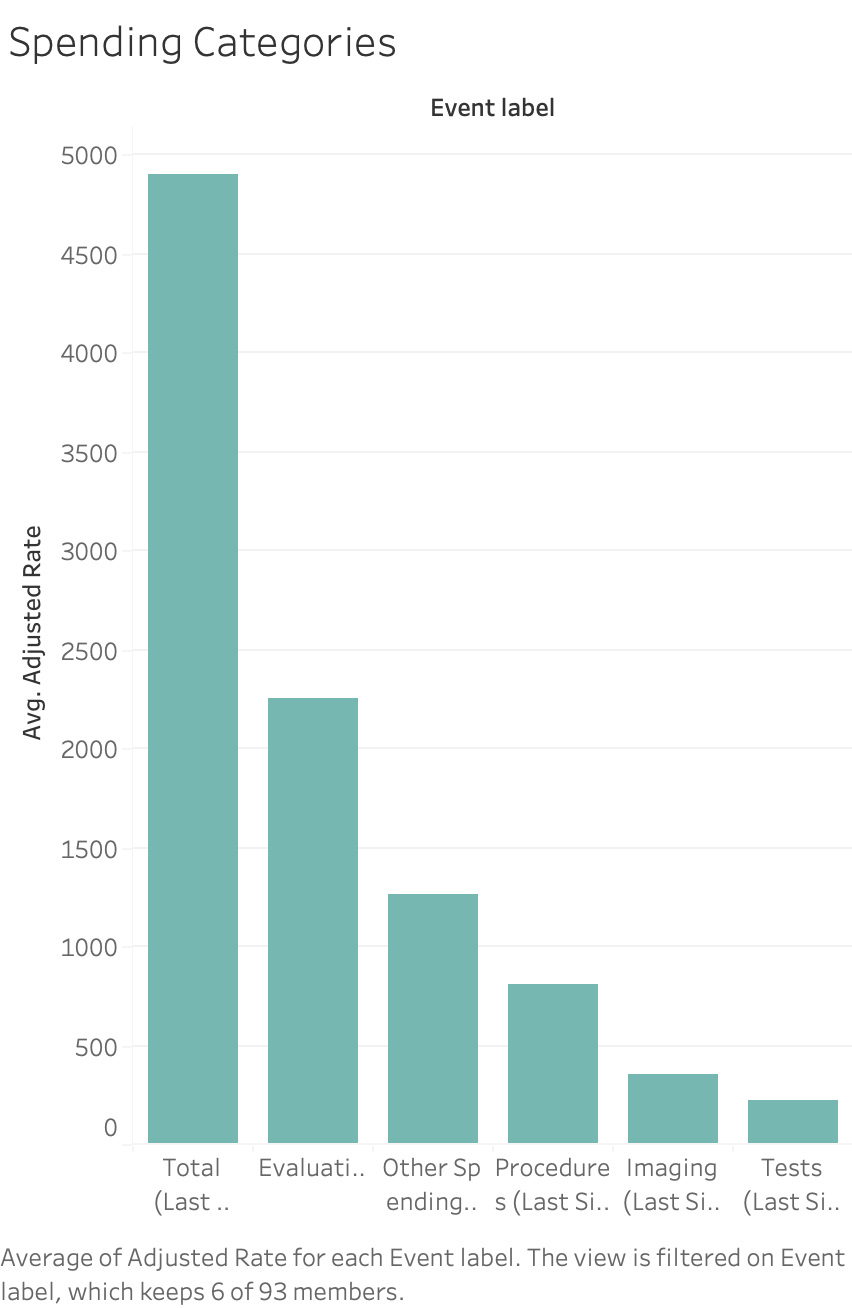 Spending Categories
Event label
5000
4500
4000
3500
3000
2500
2000
1500
1000
500
0
Avg. Adjusted Rate
Total
(Last ..
Evaluati..
Other Sp
ending..
Procedure
s (Last Si..
Imaging
(Last Si..
Tests
(Last Si..
Average of Adjusted Rate for each Event label. The view is filtered on Event
label, which keeps 6 of 93 members.